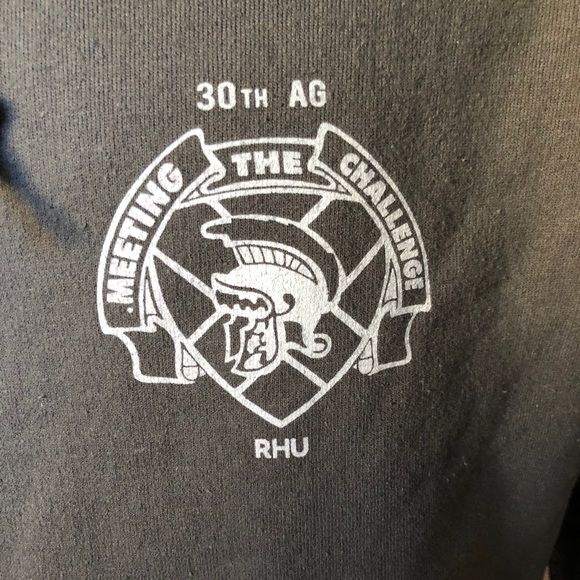 30TH AG
MEETING THE CHALLENGE
RHU